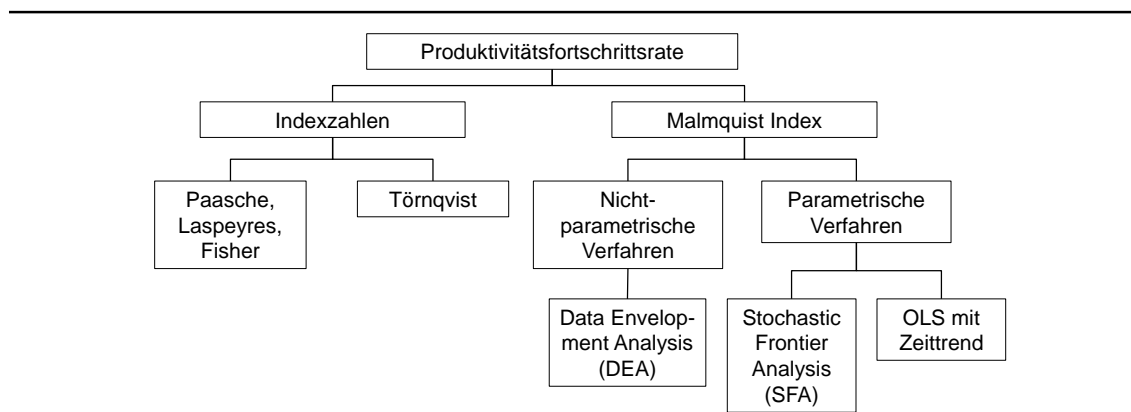 Produktivitätsfortschrittsrate
Indexzahlen
Malmquist Index
Paasche,
Laspeyres,
Fisher
Törnqvist
Nicht-
parametrische
Verfahren
Parametrische
Verfahren
Data Envelop-
ment Analysis
(DEA)
Stochastic
Frontier
Analysis
(SFA)
OLS mit
Zeittrend